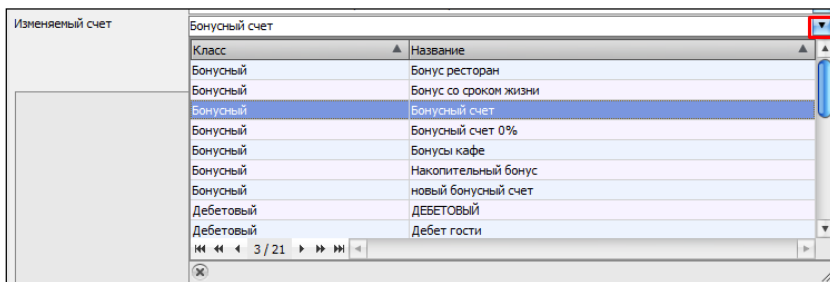 Изменяемый счет
Бонусный счет
Класс Название
Бонусный Бонус ресторан
Бонусный Бонус со сроком жизни
Бонусный Бонусный счет
Бонусный Бонусный счет 0%
Бонусный Бонусы кафе
Бонусный Накопительный бонус
Бонусный новый бонусный счет
Дебетовый ДЕБЕТОВЫЙ
Дебетовый Дебет гости
3 / 21